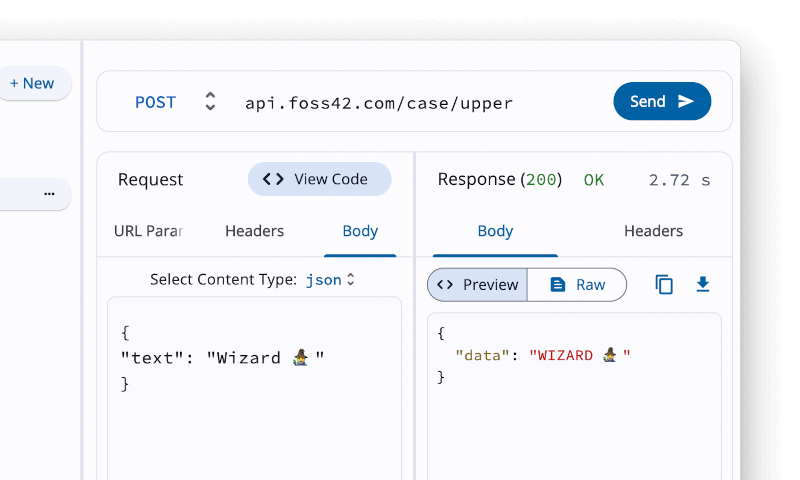 + New
POST api.foss42.com/case/upper Send
Request View Code
Response (200) OK 2.72 s
URL Parar Headers Body
Body Headers
Select Content Type: json
Preview Raw
{
"text": "Wizard 🧙‍♂️ "
}
{
"data": "WIZARD 🧙‍♂️ "
}